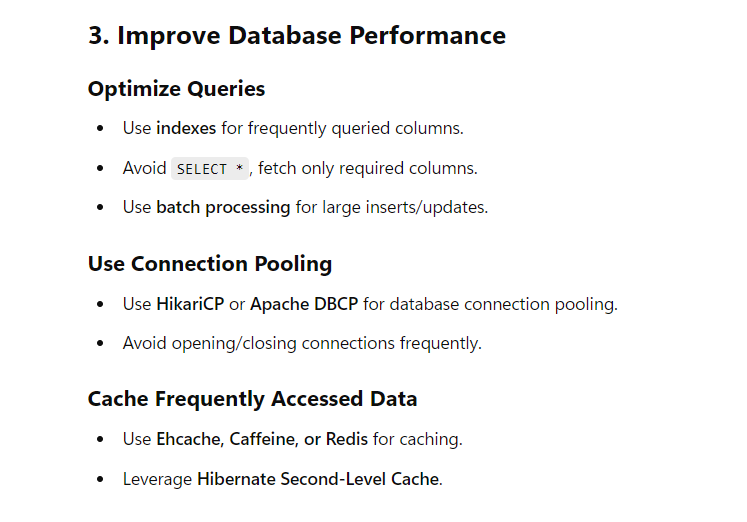 3. Improve Database Performance
Optimize Queries
• Use indexes for frequently queried columns.
• Avoid SELECT *, fetch only required columns.
• Use batch processing for large inserts/updates.
Use Connection Pooling
• Use HikariCP or Apache DBCP for database connection pooling.
• Avoid opening/closing connections frequently.
Cache Frequently Accessed Data
• Use Ehcache, Caffeine, or Redis for caching.
• Leverage Hibernate Second-Level Cache.